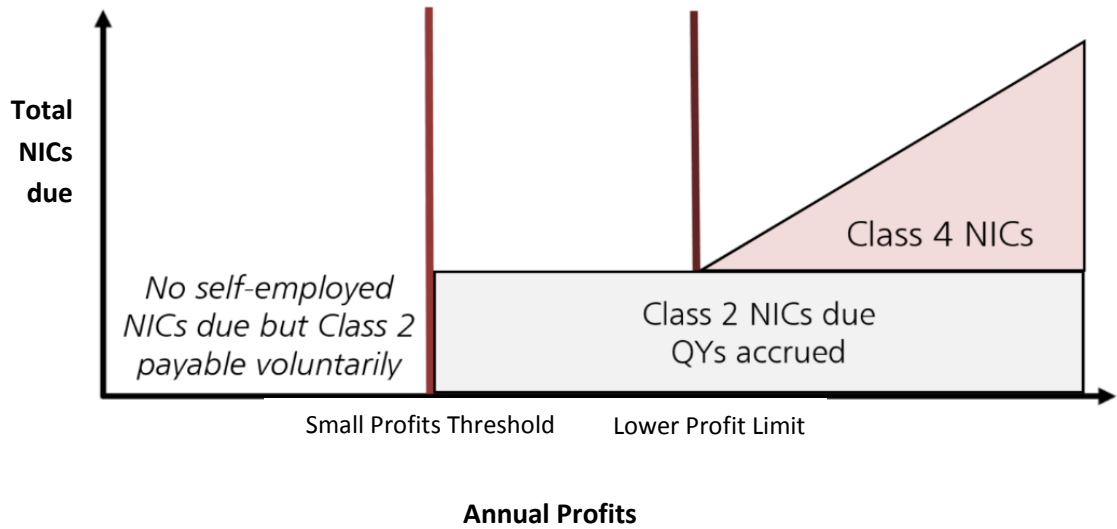 Total
NICs
due
Class 4 NICs
No self-employed
NICs due but Class 2
payable voluntarily
Class 2 NICs due
QYs accrued
Small Profits Threshold
Lower Profit Limit
Annual Profits